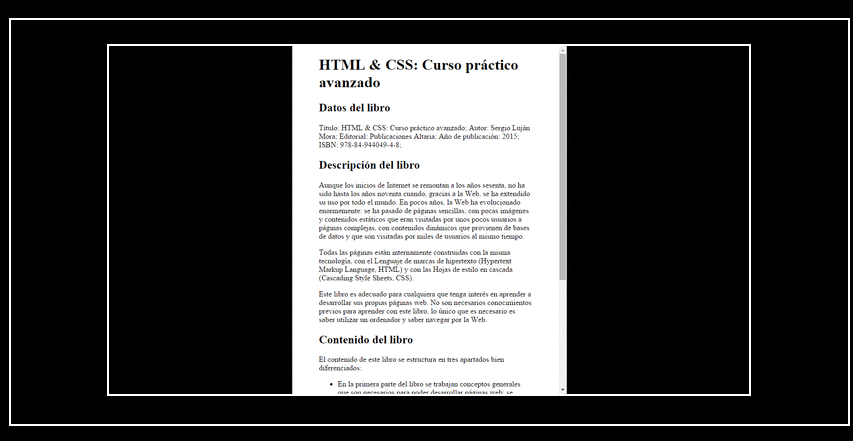 HTML & CSS: Curso práctico
avanzado
Datos del libro
Título: HTML & CSS: Curso práctico avanzado; Autor: Sergio Luján
Mora; Editorial: Publicaciones Altaria; Año de publicación: 2015;
ISBN: 978-84-944049-4-8;
Descripción del libro
Aunque los inicios de Internet se remontan a los años sesenta, no ha
sido hasta los años noventa cuando, gracias a la Web, se ha extendido
su uso por todo el mundo. En pocos años, la Web ha evolucionado
enormemente: se ha pasado de páginas sencillas, con pocas imágenes
y contenidos estáticos que eran visitadas por unos pocos usuarios a
páginas complejas, con contenidos dinámicos que provienen de bases
de datos y que son visitadas por miles de usuarios al mismo tiempo.
Todas las páginas están internamente construidas con la misma
tecnología, con el Lenguaje de marcas de hipertexto (Hypertext
Markup Language, HTML) y con las Hojas de estilo en cascada
(Cascading Style Sheets, CSS).
Este libro es adecuado para cualquiera que tenga interés en aprender a
desarrollar sus propias páginas web. No son necesarios conocimientos
previos para aprender con este libro, lo único que es necesario es
saber utilizar un ordenador y saber navegar por la Web.
Contenido del libro
El contenido de este libro se estructura en tres apartados bien
diferenciados:
• En la primera parte del libro se trabajan conceptos generales
que son necesarios para poder desarrollar páginas web: se